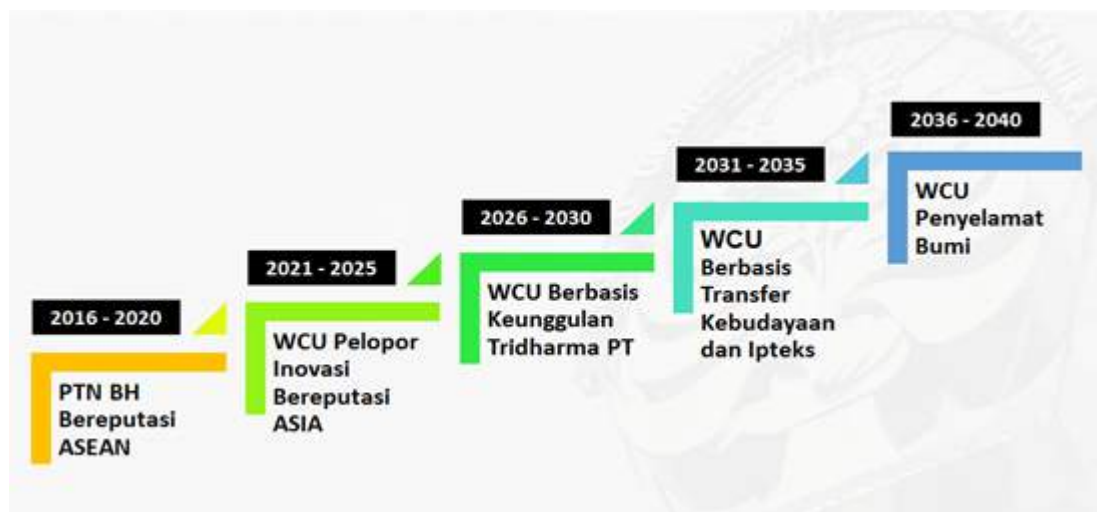 2016 - 2020
PTN BH
Bereputasi
ASEAN
2021 - 2025
WCU Pelopor
Inovasi
Bereputasi
ASIA
2026 - 2030
WCU Berbasis
Keunggulan
Tridharma PT
2031 - 2035
WCU
Berbasis
Transfer
Kebudayaan
dan Ipteks
2036 - 2040
WCU
Penyelamat
Bumi